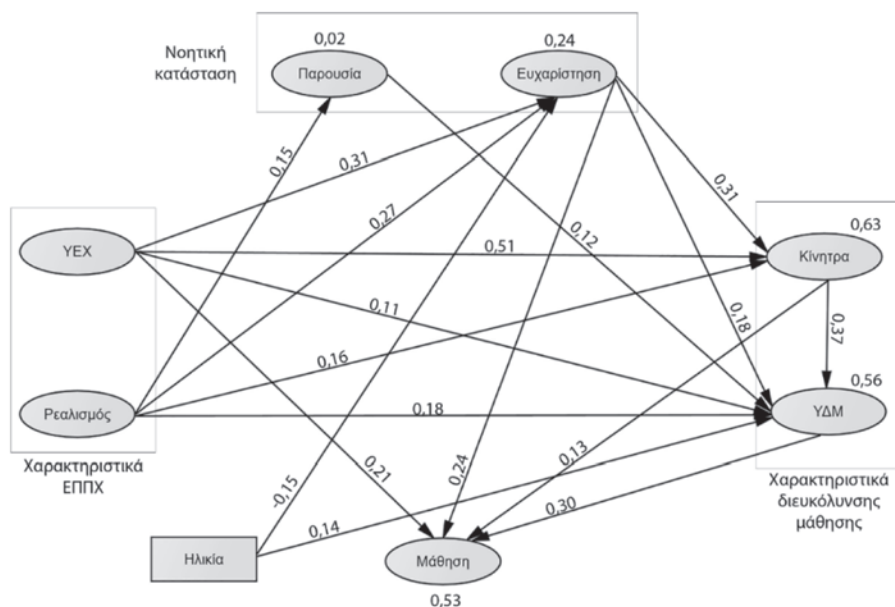 Νοητική
κατάσταση
0,02
Παρουσία
0,24
Ευχαρίστηση
0,15
0,31
0,27
0,12
0,31
0,63
Κίνητρα
ΥΕΧ
0,51
0,11
0,16
0,18
0,37
0,56
ΥΔΜ
Ρεαλισμός
0,18
Χαρακτηριστικά
ΕΠΠΧ
Χαρακτηριστικά
διευκόλυνσης
μάθησης
-0,15
0,21
0,24
0,13
0,14
0,30
Ηλικία
Μάθηση
0,53